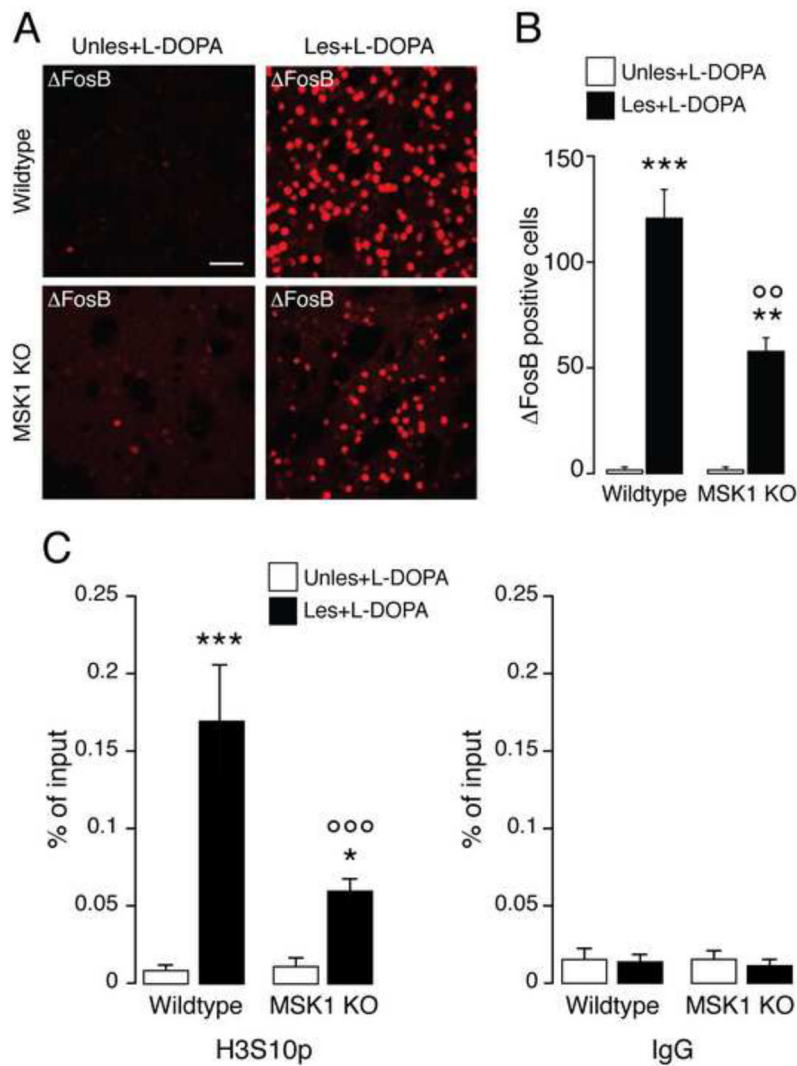 A
Unles+L-DOPA Les+L-DOPA
Wildtype
ΔFosB ΔFosB
MSK1 KO
ΔFosB ΔFosB
B
Unles+L-DOPA
Les+L-DOPA
ΔFosB positive cells
150
100
50
0
***
°°
**
Wildtype MSK1 KO
C
Unles+L-DOPA
Les+L-DOPA
% of input
0.25
0.2
0.15
0.1
0.05
0
***
°°°
*
Wildtype MSK1 KO
H3S10p
% of input
0.25
0.2
0.15
0.1
0.05
0
Wildtype MSK1 KO
IgG